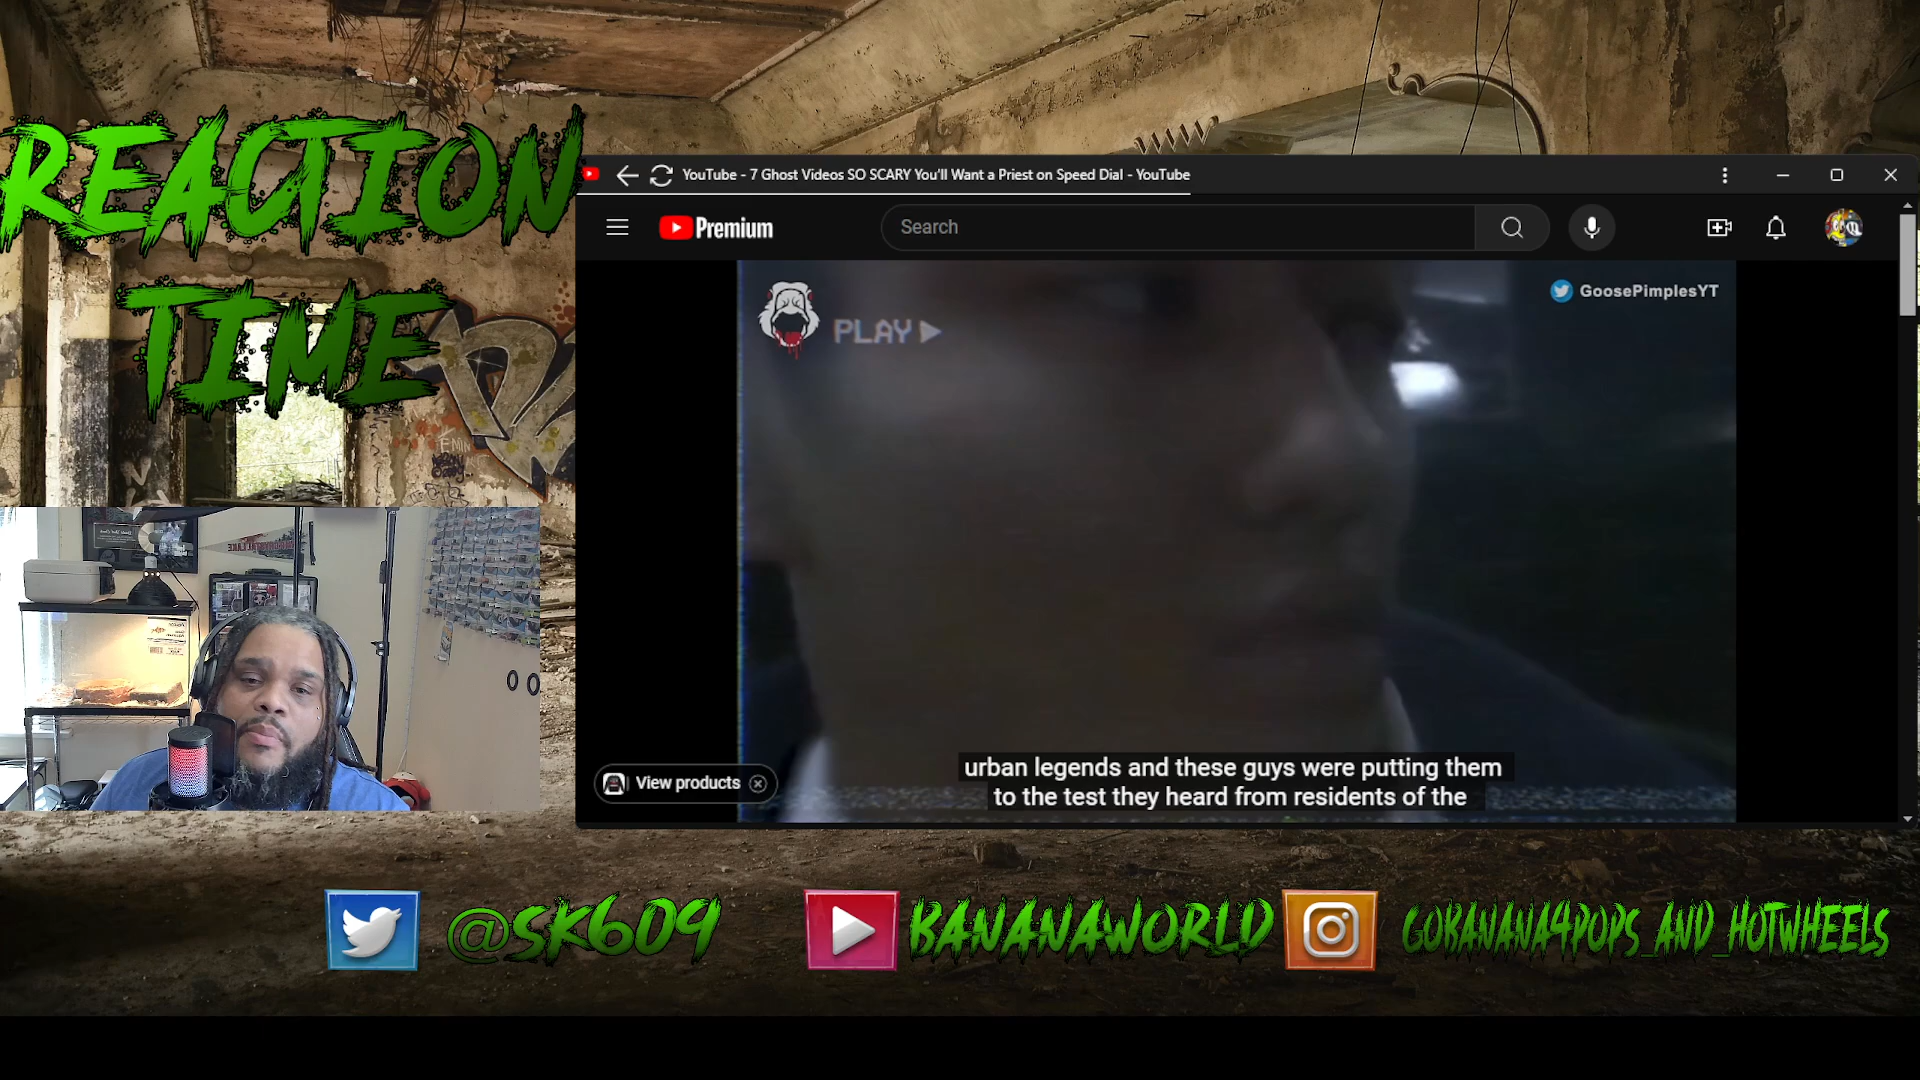 REACTION
TIME
YouTube - 7 Ghost Videos SO SCARY You'll Want a Priest on Speed Dial - YouTube
Premium
Search
GoosePimplesYT
PLAY
View products
urban legends and these guys were putting them
to the test they heard from residents of the
@SK609
BANANAWORLD
GOBANANA4POPS_AND_HOTWHEELS